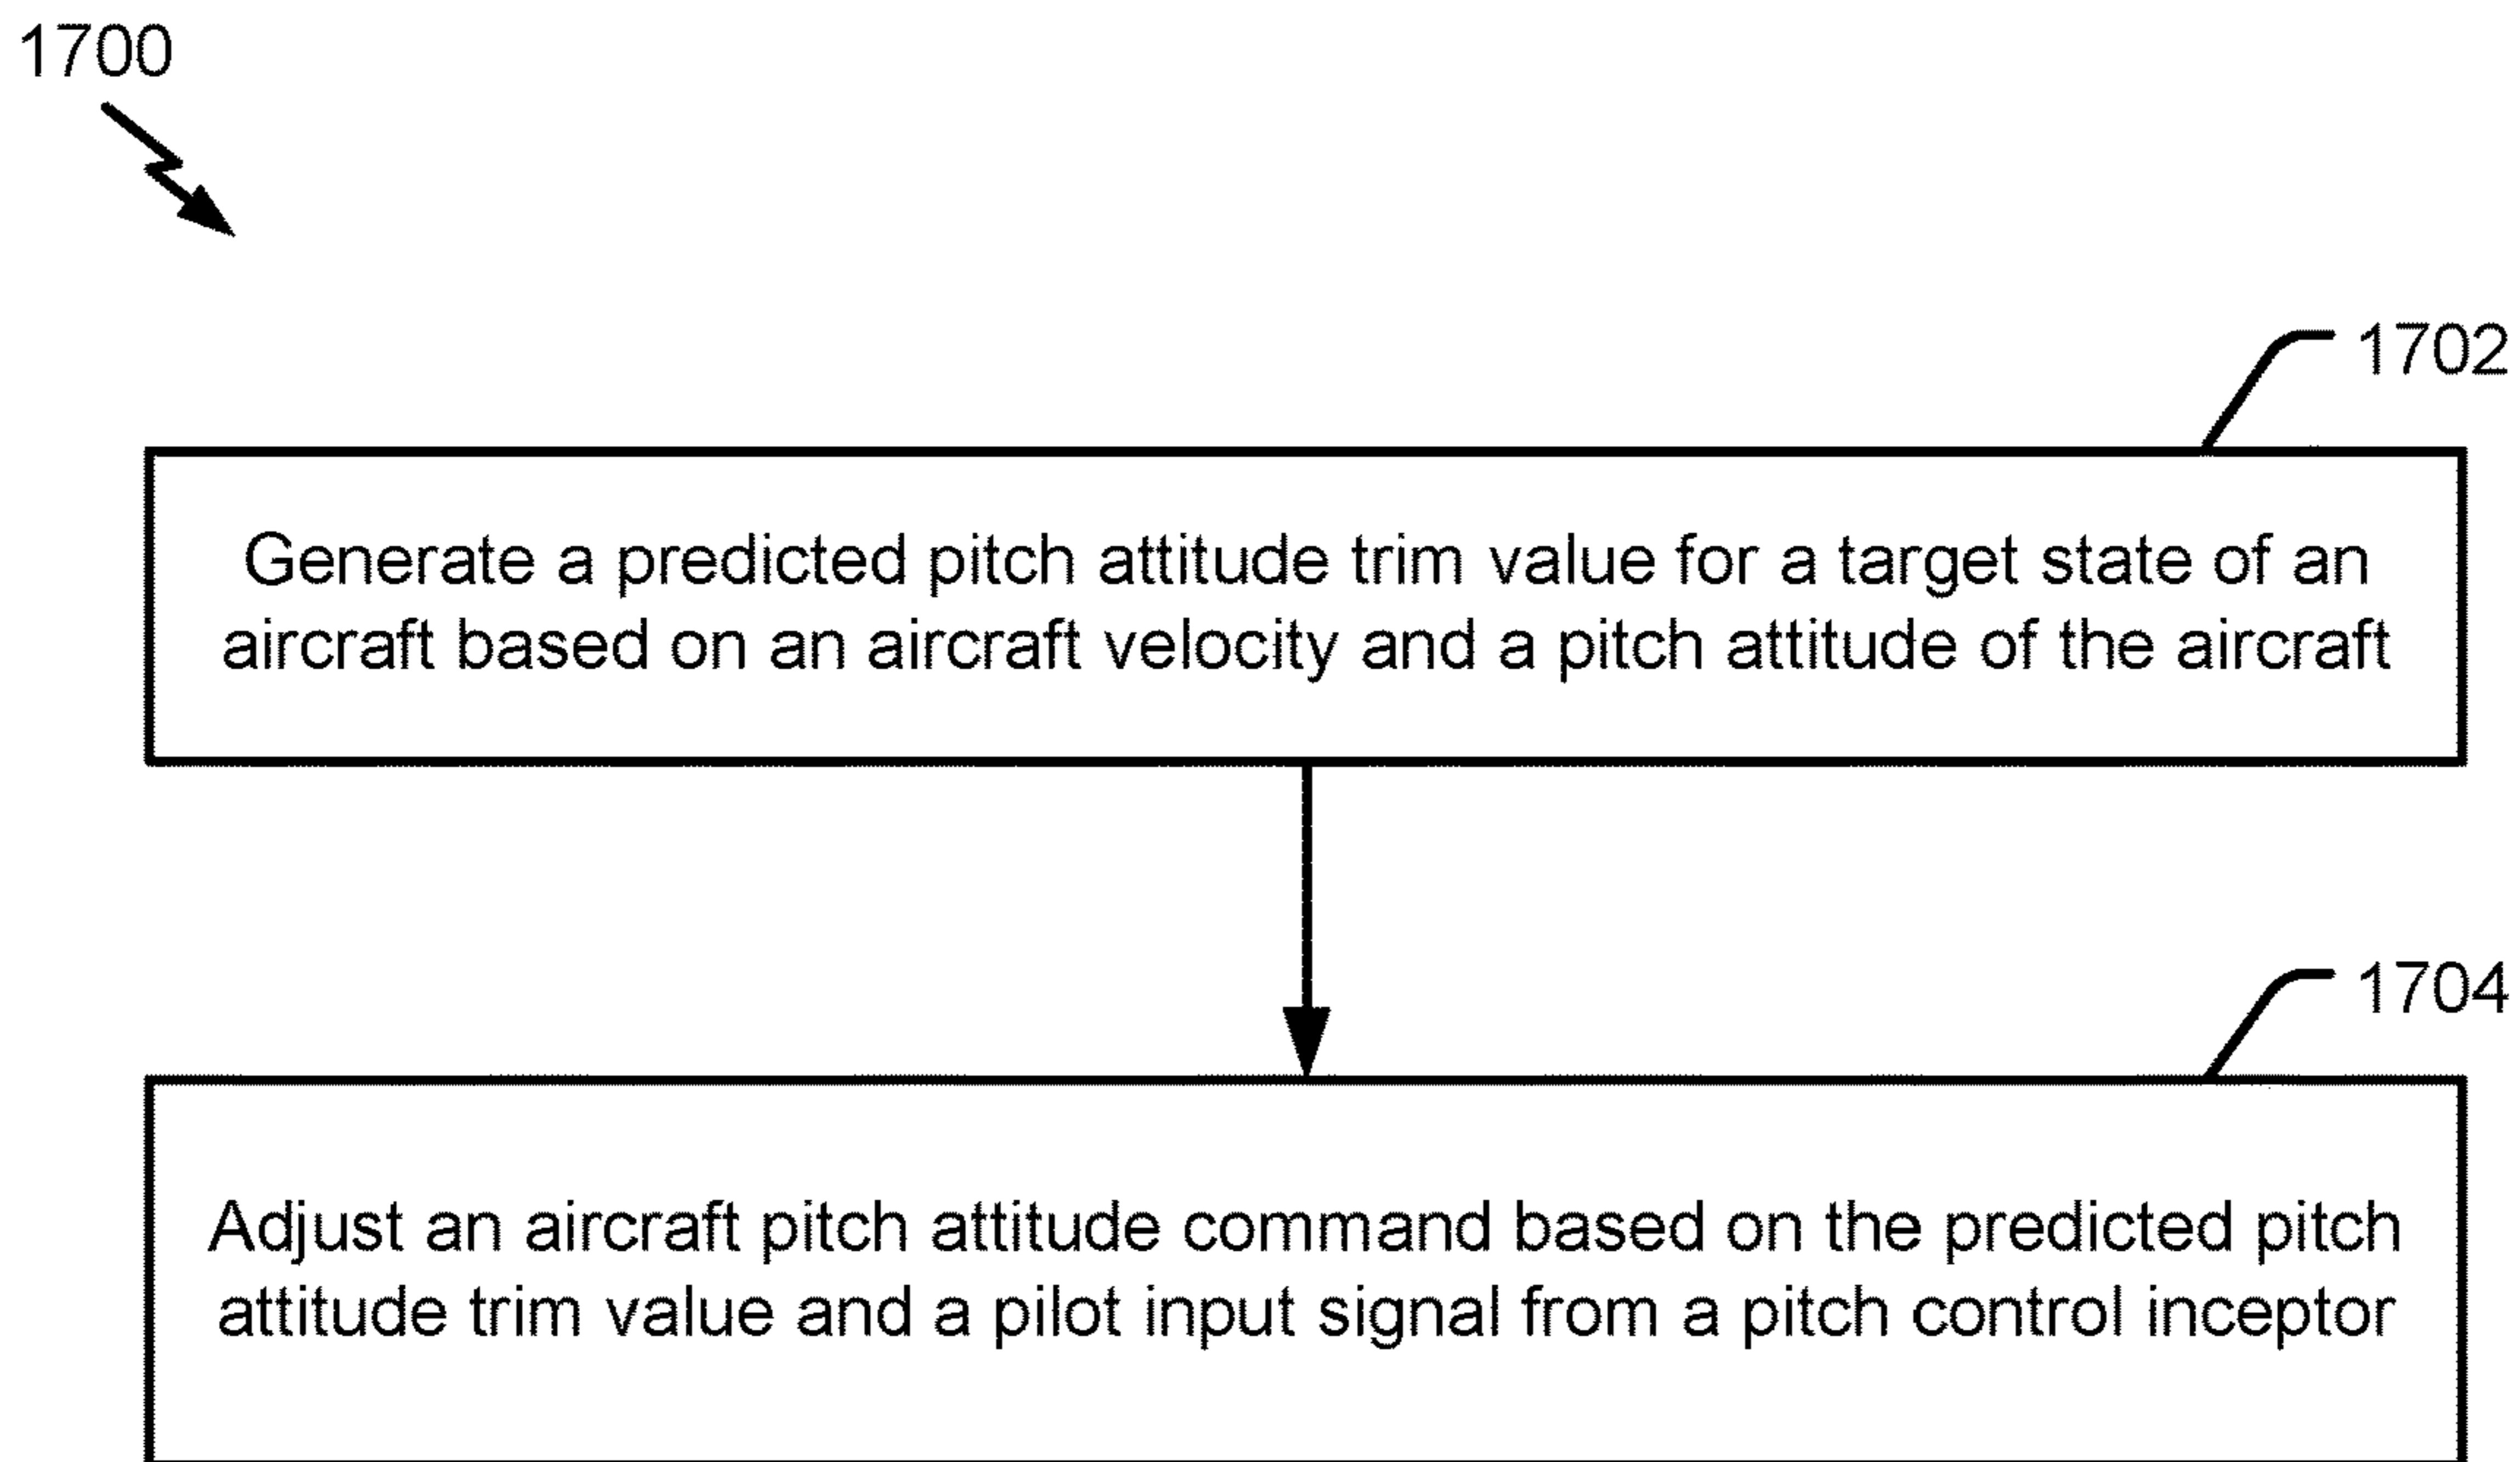 1700
1702
Generate a predicted pitch attitude trim value for a target state of an
aircraft based on an aircraft velocity and a pitch attitude of the aircraft
1704
Adjust an aircraft pitch attitude command based on the predicted pitch
attitude trim value and a pilot input signal from a pitch control inceptor